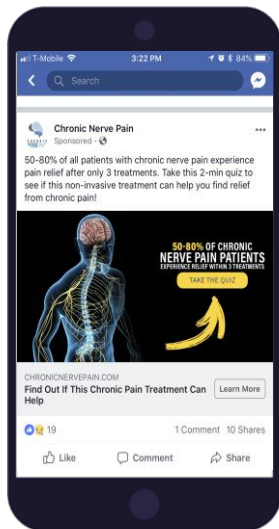 T-Mobile 3:22 PM 84%
Search
Chronic Nerve Pain
Sponsored ·
50-80% of all patients with chronic nerve pain experience
pain relief after only 3 treatments. Take this 2-min quiz to
see if this non-invasive treatment can help you find relief
from chronic pain!
50-80% OF CHRONIC
NERVE PAIN PATIENTS
EXPERIENCE RELIEF WITHIN 3 TREATMENTS
TAKE THE QUIZ
CHRONICNERVEPAIN.COM
Find Out If This Chronic Pain Treatment Can
Help
Learn More
19
1 Comment 10 Shares
Like Comment Share